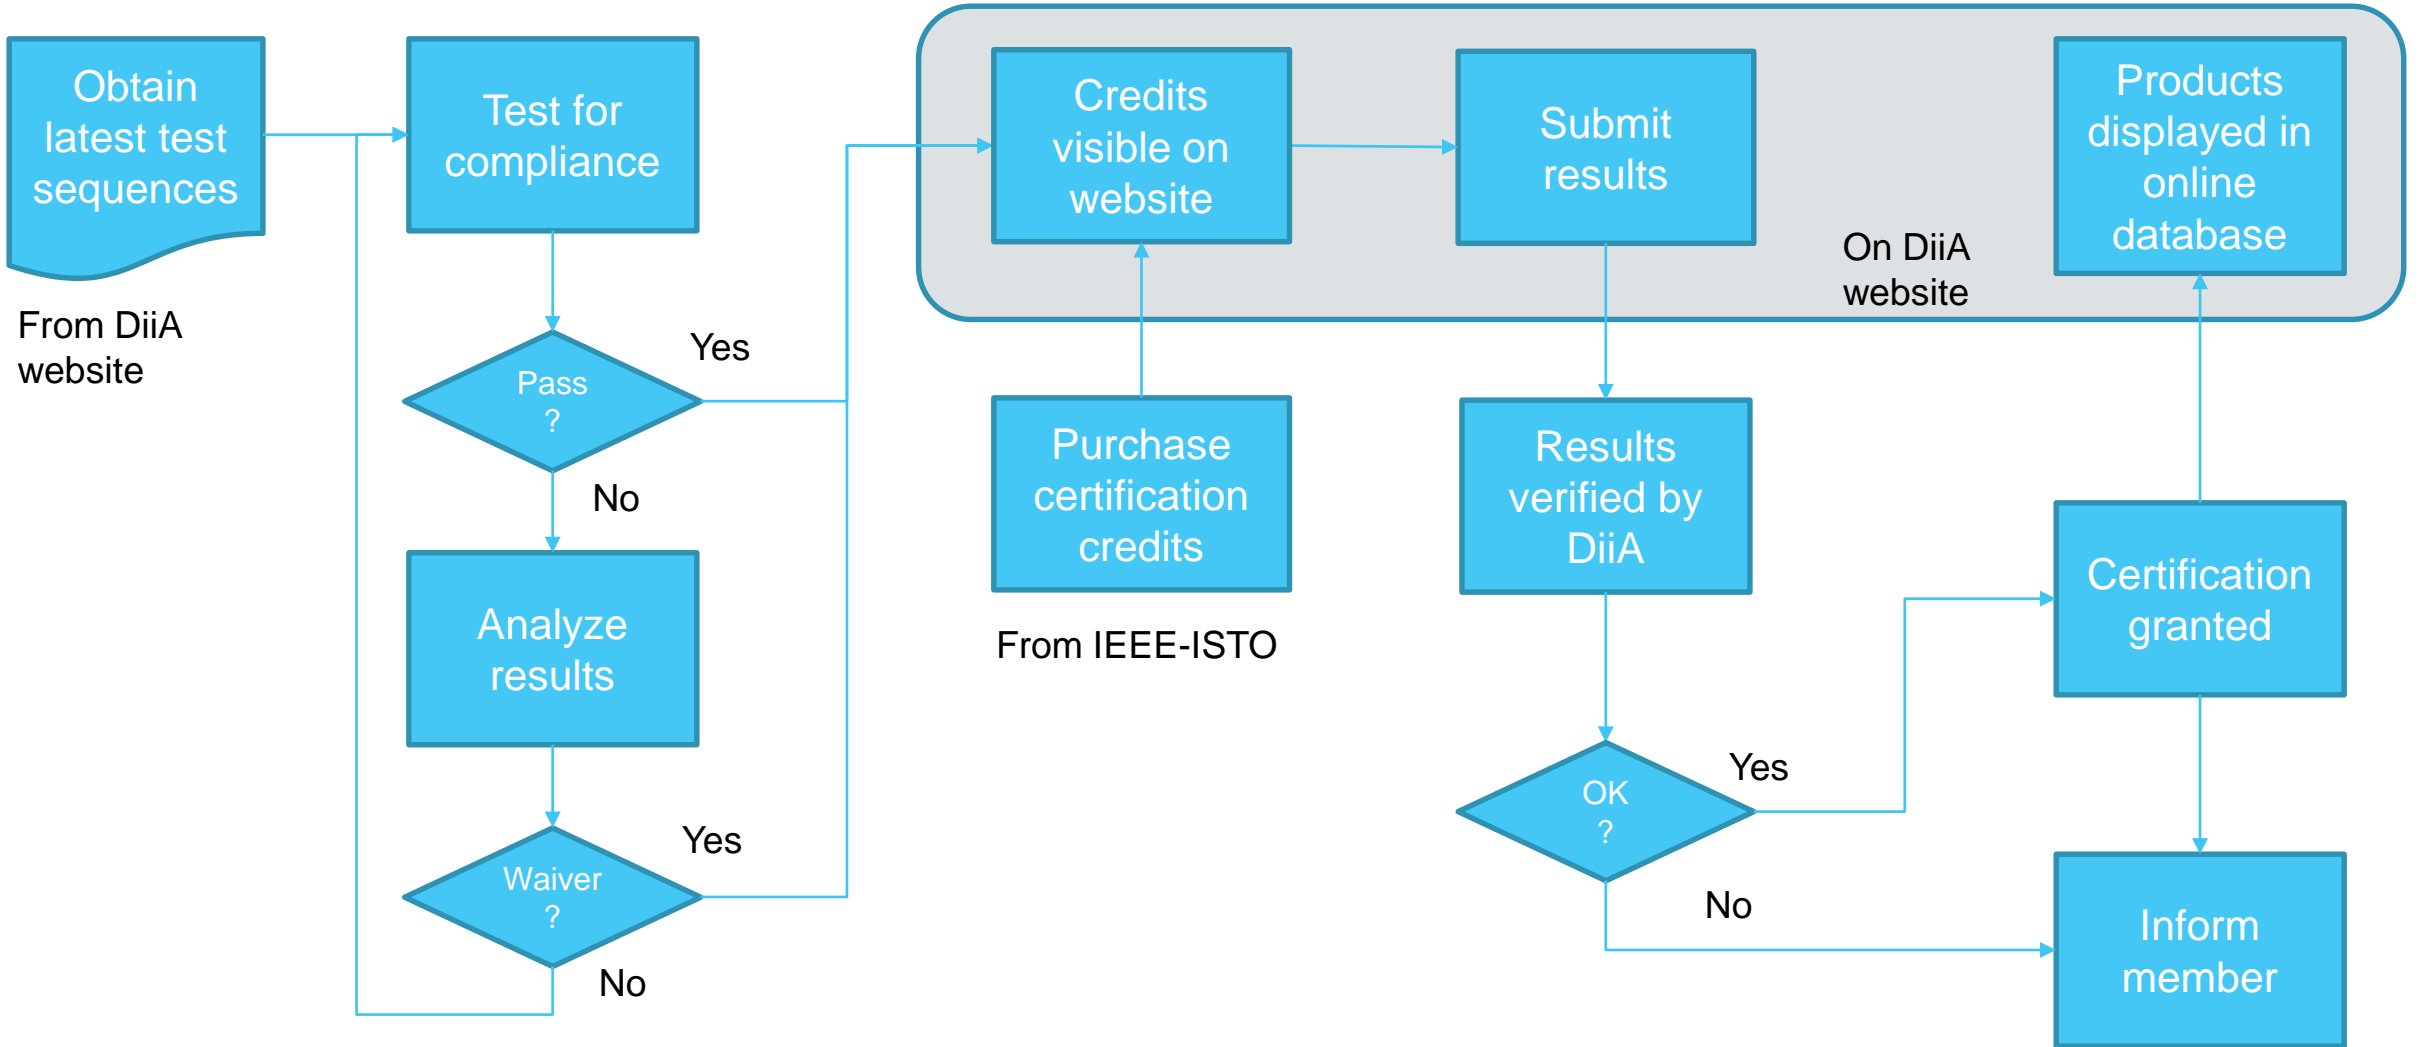 Obtain
latest test
sequences
From DiiA
website
Test for
compliance
Pass
?
Yes
No
Analyze
results
Waiver
?
Yes
No
Credits
visible on
website
Purchase
certification
credits
From IEEE-ISTO
Submit
results
Results
verified by
DiiA
OK
?
Yes
No
On DiiA
website
Products
displayed in
online
database
Certification
granted
Inform
member